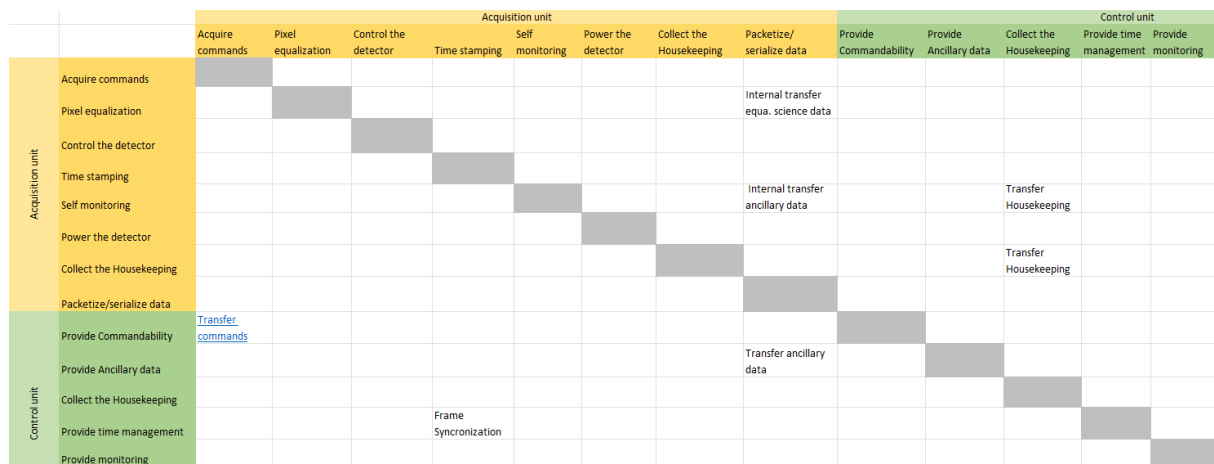 Acquisition unit
Control unit
Acquire
commands
Pixel
equalization
Control the
detector
Time stamping
Self
monitoring
Power the
detector
Collect the
Housekeeping
Packetize/
serialize data
Provide
Commandability
Provide
Ancillary data
Collect the
Housekeeping
Provide time
management
Provide
monitoring
Acquisition unit
Acquire commands
Pixel equalization
Internal transfer
equa. science data
Control the detector
Time stamping
Self monitoring
Internal transfer
ancillary data
Transfer
Housekeeping
Power the detector
Collect the Housekeeping
Transfer
Housekeeping
Packetize/serialize data
Control unit
Provide Commandability
Transfer
commands
Provide Ancillary data
Transfer ancillary
data
Collect the Housekeeping
Provide time management
Frame
Syncronization
Provide monitoring